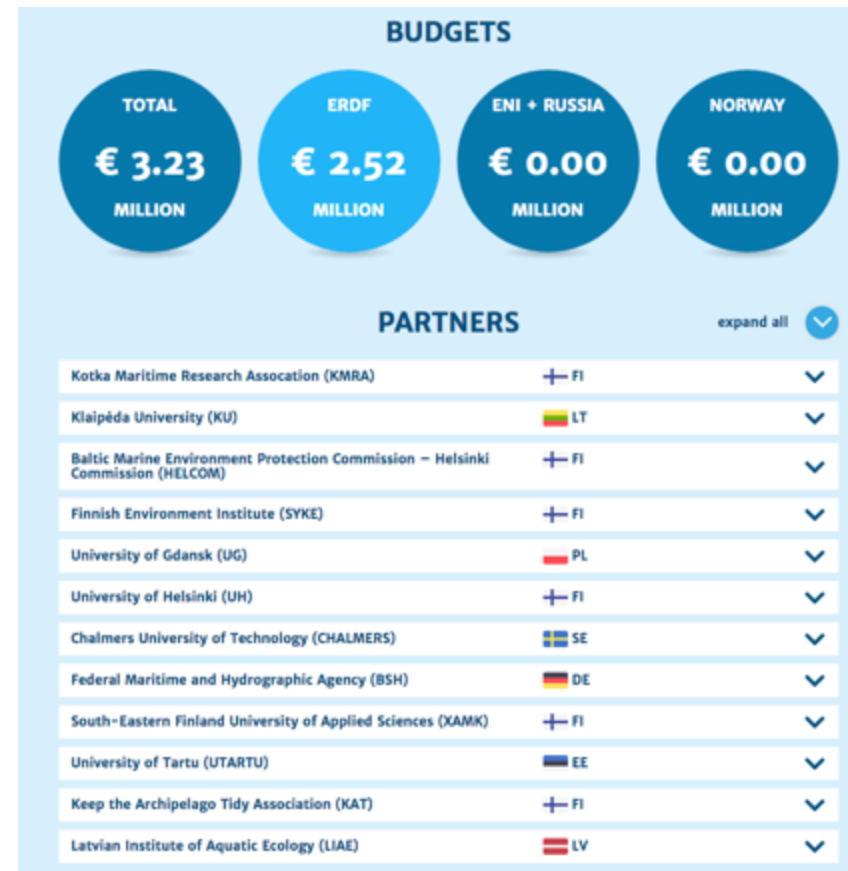 BUDGETS
TOTAL
€ 3.23
MILLION
ERDF
€ 2.52
MILLION
ENI + RUSSIA
€ 0.00
MILLION
NORWAY
€ 0.00
MILLION
PARTNERS
expand all
Kotka Maritime Research Assocation (KMRA) FI
Klaipėda University (KU) LT
Baltic Marine Environment Protection Commission – Helsinki FI
Commission (HELCOM)
Finnish Environment Institute (SYKE) FI
University of Gdansk (UG) PL
University of Helsinki (UH) FI
Chalmers University of Technology (CHALMERS) SE
Federal Maritime and Hydrographic Agency (BSH) DE
South-Eastern Finland University of Applied Sciences (XAMK) FI
University of Tartu (UTARTU) EE
Keep the Archipelago Tidy Association (KAT) FI
Latvian Institute of Aquatic Ecology (LIAE) LV